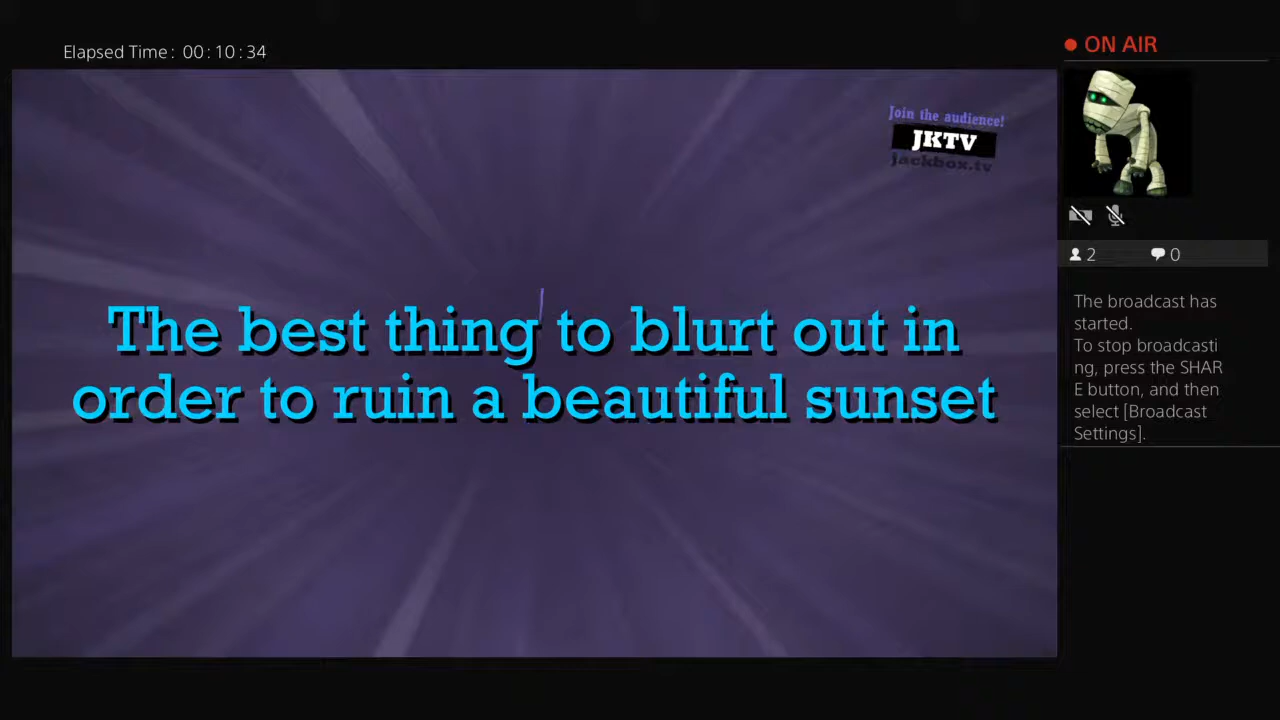 Elapsed Time: 00:10:34
ON AIR
Join the audience!
JKTV
jackbox.tv
The best thing to blurt out in
order to ruin a beautiful sunset
2
0
The broadcast has
started.
To stop broadcasti
ng, press the SHAR
E button, and then
select [Broadcast
Settings].